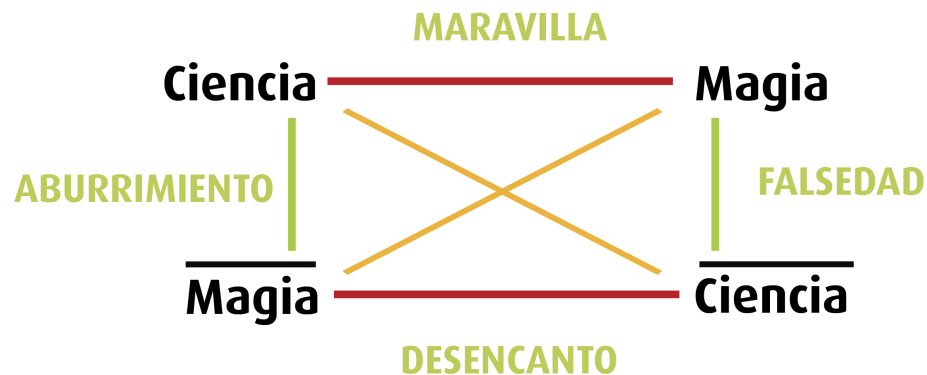 MARAVILLA
Ciencia Magia
ABURRIMIENTO FALSEDAD
Magia Ciencia
DESENCANTO